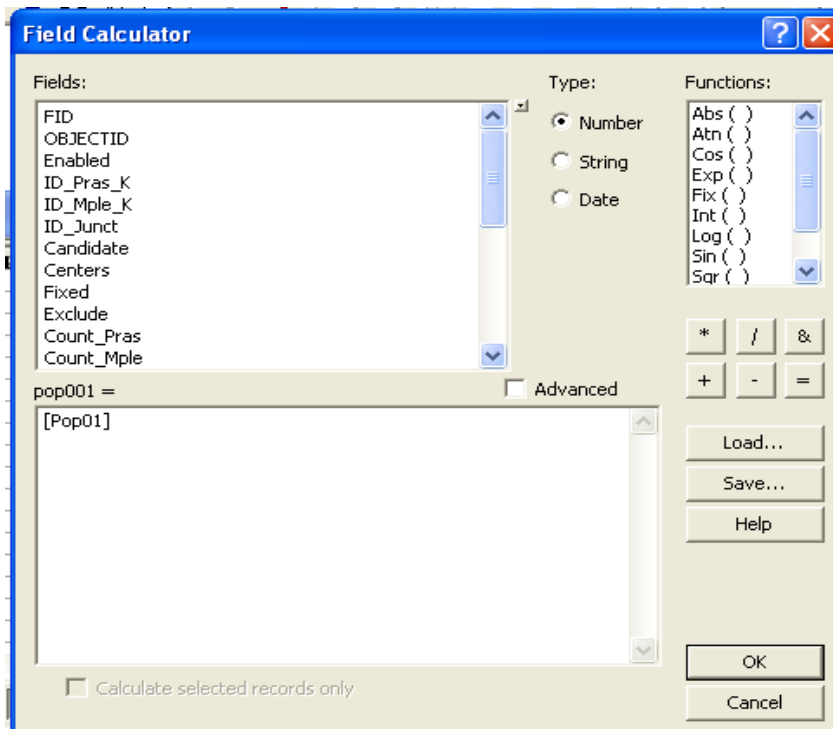 Field Calculator
Fields:
FID
OBJECTID
Enabled
ID_Pras_K
ID_Mple_K
ID_Junct
Candidate
Centers
Fixed
Exclude
Count_Pras
Count_Mple
Type:
Number
String
Date
Functions:
Abs ( )
Atn ( )
Cos ( )
Exp ( )
Fix ( )
Int ( )
Log ( )
Sin ( )
Sqr ( )
* / &
+ - =
pop001 =
Advanced
[Pop01]
Load...
Save...
Help
Calculate selected records only
OK
Cancel